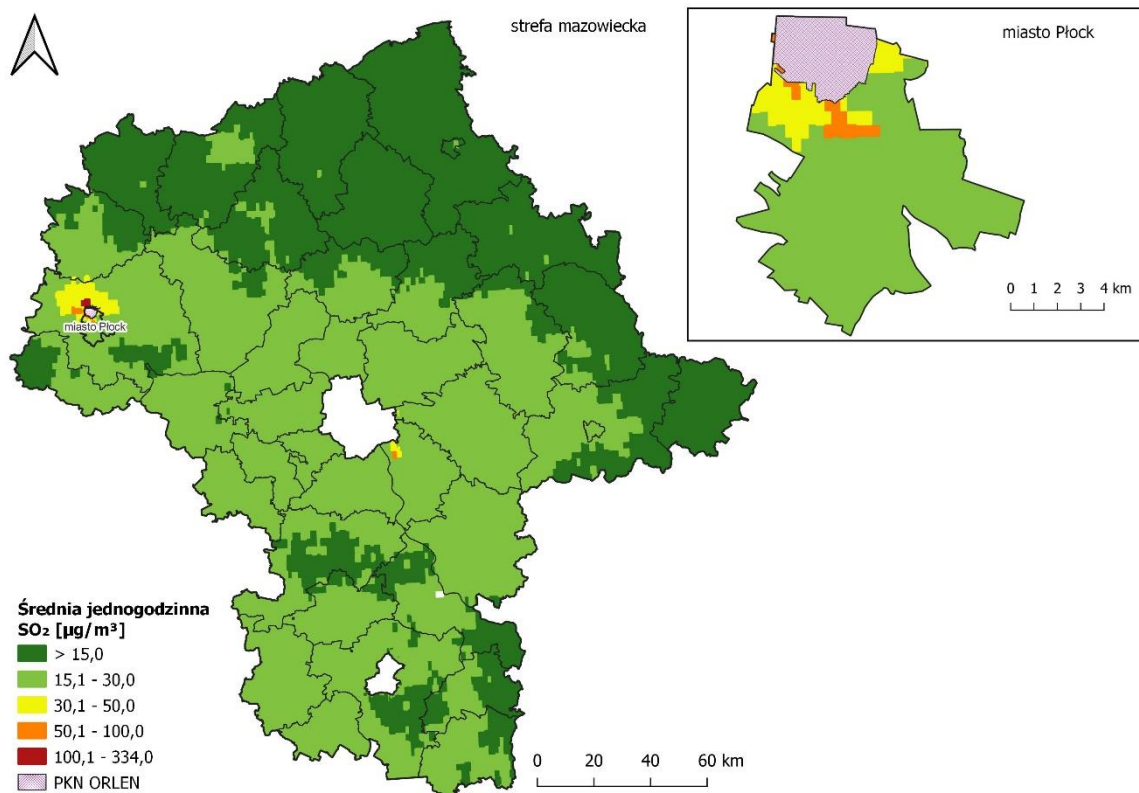 strefa mazowiecka
miasto Płock
0 1 2 3 4 km
miasto Płock
Średnia jednogodzinna
SO₂ [µg/m³]
> 15,0
15,1 - 30,0
30,1 - 50,0
50,1 - 100,0
100,1 - 334,0
PKN ORLEN
0 20 40 60 km